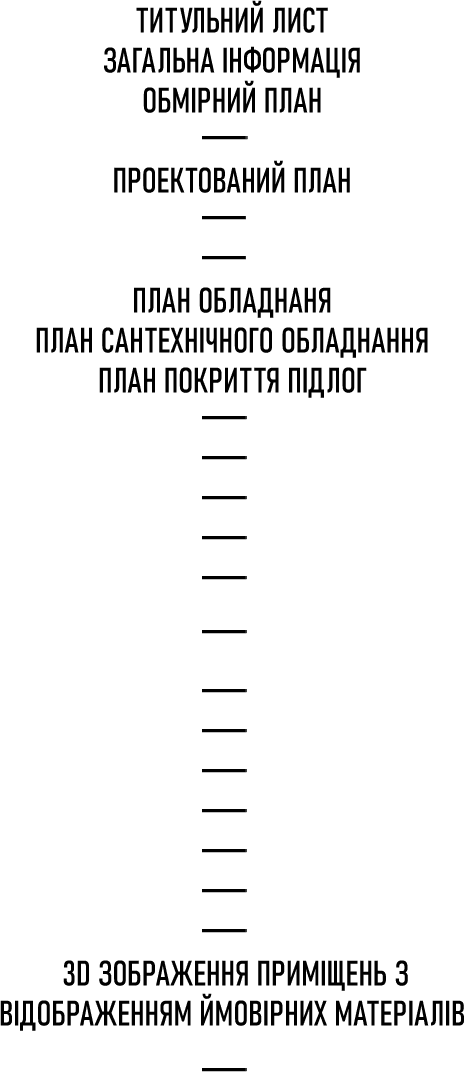 ТИТУЛЬНИЙ ЛИСТ
ЗАГАЛЬНА ІНФОРМАЦІЯ
ОБМІРНИЙ ПЛАН
—
ПРОЕКТОВАНИЙ ПЛАН
—
—
ПЛАН ОБЛАДНАНЯ
ПЛАН САНТЕХНІЧНОГО ОБЛАДНАННЯ
ПЛАН ПОКРИТТЯ ПІДЛОГ
—
—
—
—
—
—
—
—
—
—
—
—
—
3D ЗОБРАЖЕННЯ ПРИМІЩЕНЬ З
ВІДОБРАЖЕННЯМ ЙМОВІРНИХ МАТЕРІАЛІВ
—